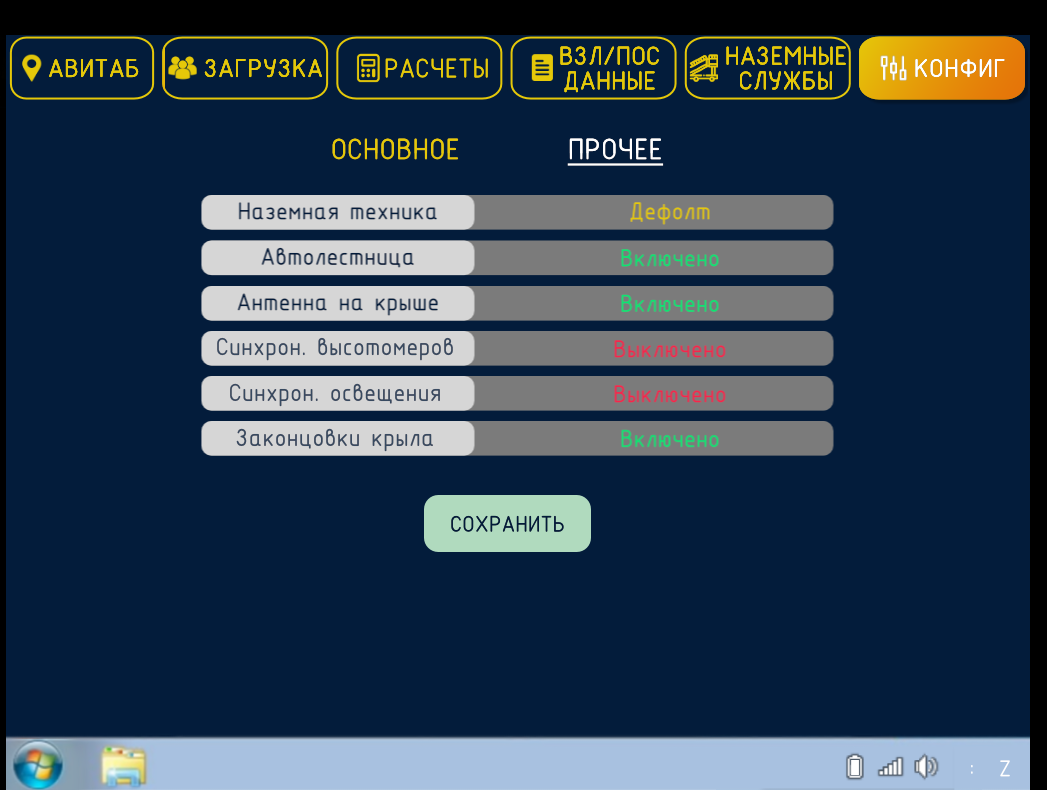 АВИТАБ
ЗАГРУЗКА
РАСЧЕТЫ
ВЗЛ/ПОС
ДАННЫЕ
НАЗЕМНЫЕ
СЛУЖБЫ
КОНФИГ
ОСНОВНОЕ ПРОЧЕЕ
Наземная техника Дефолт
Автолестница Включено
Антенна на крыше Включено
Синхрон. высотомеров Выключено
Синхрон. освещения Выключено
Законцовки крыла Включено
СОХРАНИТЬ
: Z